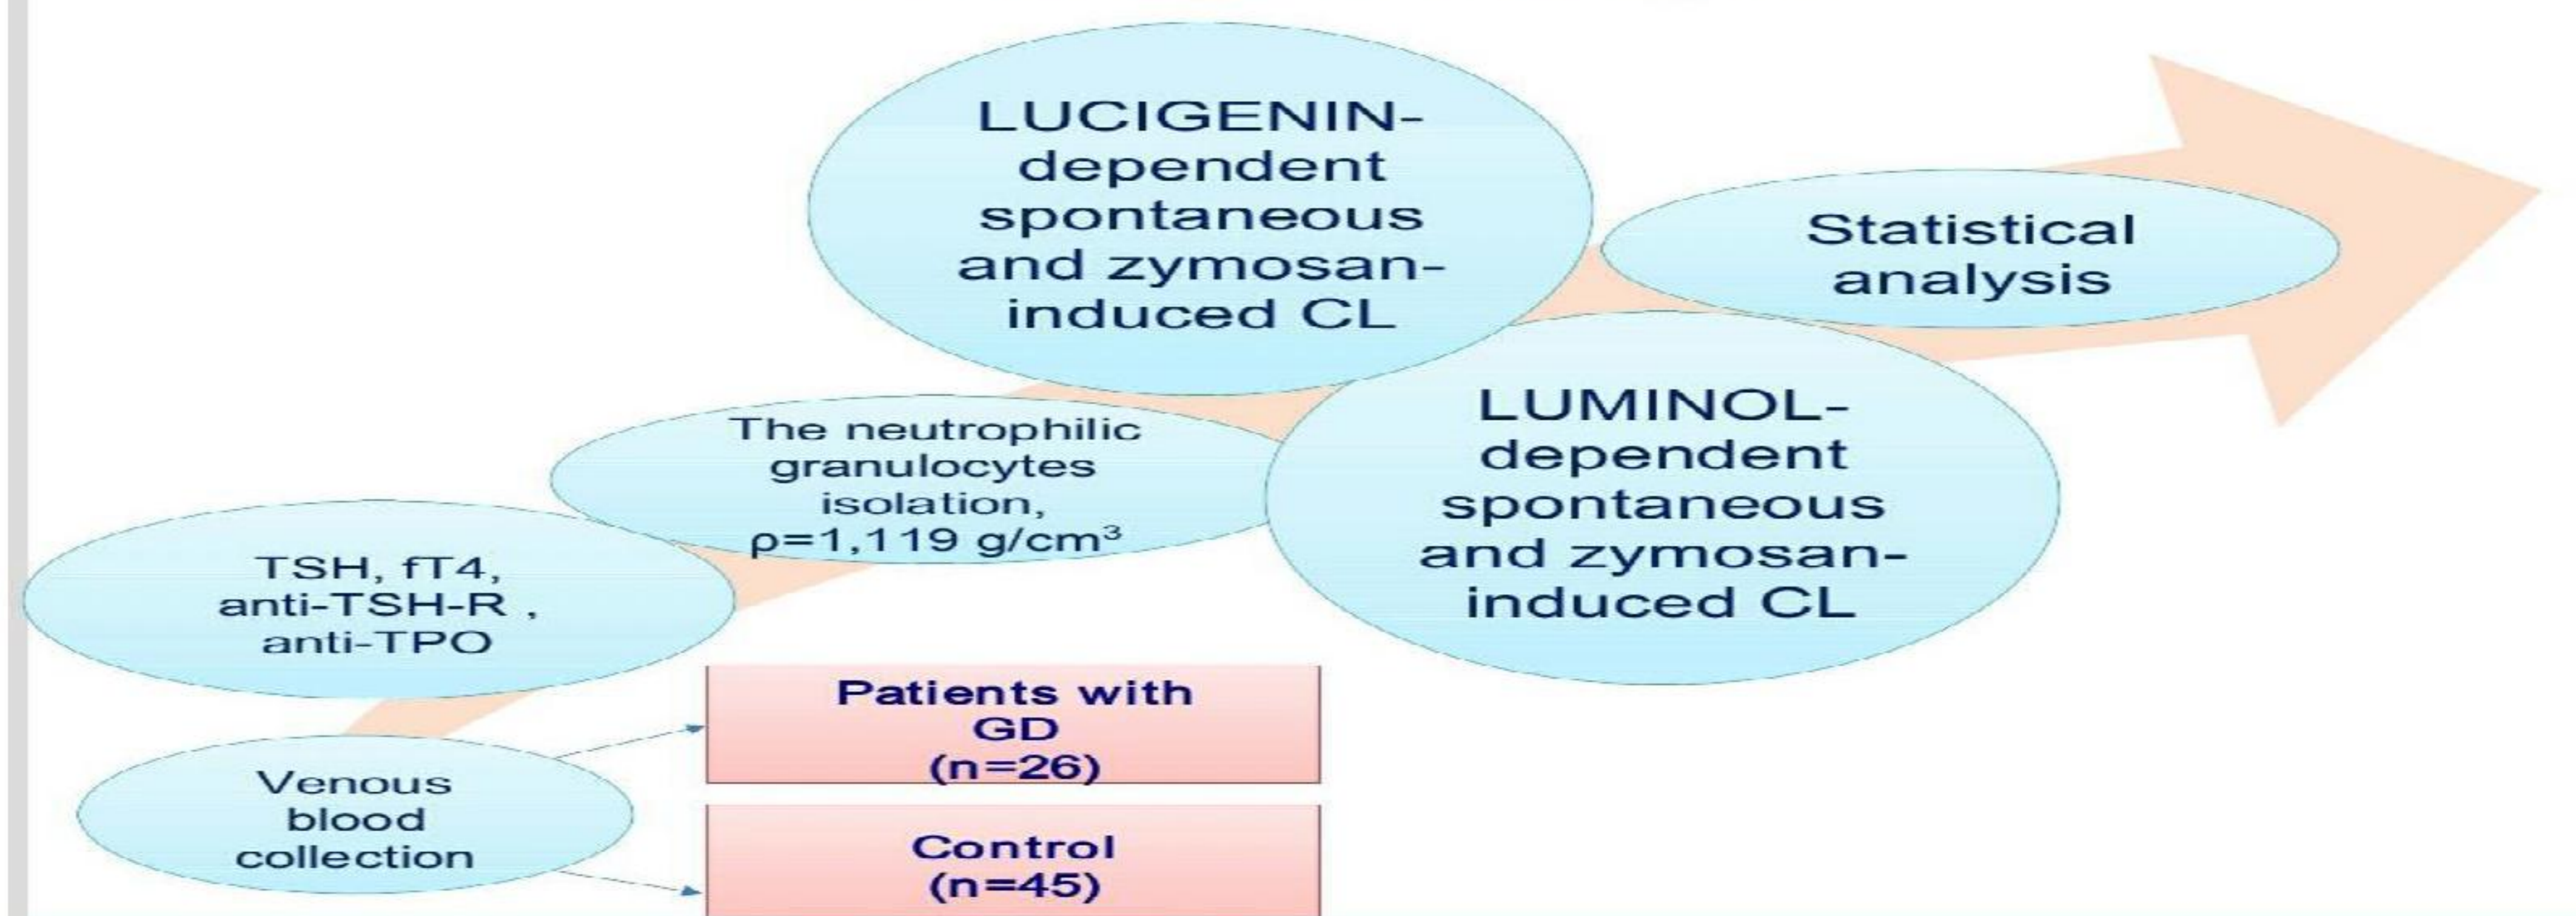 LUCIGENIN-
dependent
spontaneous
and zymosan-
induced CL
Statistical
analysis
The neutrophilic
granulocytes
isolation,
ρ=1,119 g/cm³
LUMINOL-
dependent
spontaneous
and zymosan-
induced CL
TSH, fT4,
anti-TSH-R ,
anti-TPO
Patients with
GD
(n=26)
Venous
blood
collection
Control
(n=45)